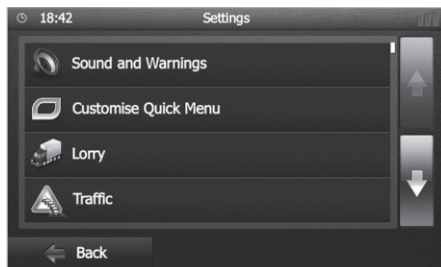 18:42 Settings
Sound and Warnings
Customise Quick Menu
Lorry
Traffic
Back